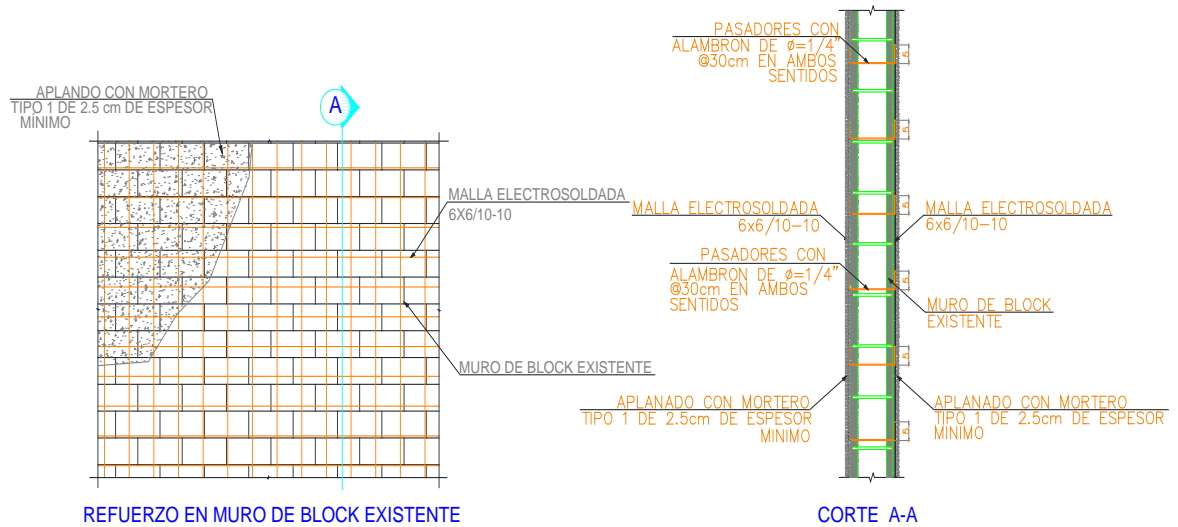 APLANDO CON MORTERO
TIPO 1 DE 2.5 cm DE ESPESOR
MÍNIMO
A
MALLA ELECTROSOLDADA
6X6/10-10
MURO DE BLOCK EXISTENTE
REFUERZO EN MURO DE BLOCK EXISTENTE
PASADORES CON
ALAMBRON DE ø=1/4"
@30cm EN AMBOS
SENTIDOS
MALLA ELECTROSOLDADA
6x6/10-10
PASADORES CON
ALAMBRON DE ø=1/4"
@30cm EN AMBOS
SENTIDOS
APLANADO CON MORTERO
TIPO 1 DE 2.5cm DE ESPESOR
MINIMO
MALLA ELECTROSOLDADA
6x6/10-10
MURO DE BLOCK
EXISTENTE
APLANADO CON MORTERO
TIPO 1 DE 2.5cm DE ESPESOR
MINIMO
CORTE A-A